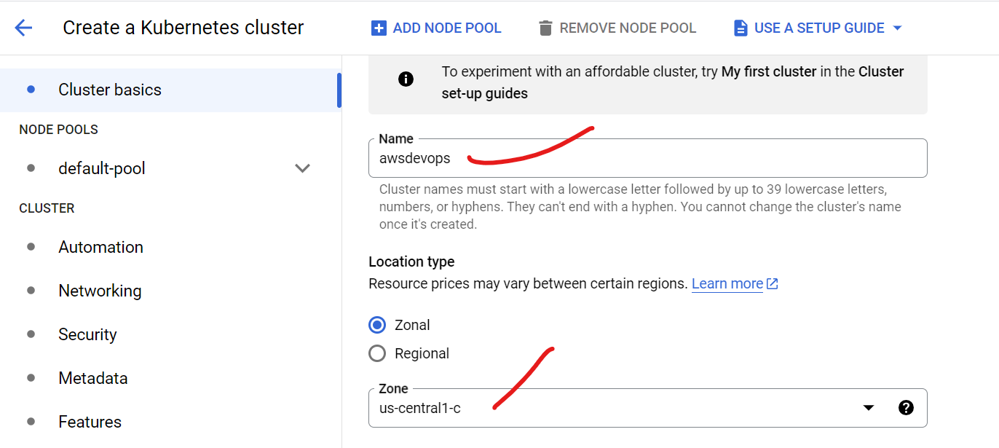 Create a Kubernetes cluster
ADD NODE POOL
REMOVE NODE POOL
USE A SETUP GUIDE
Cluster basics
NODE POOLS
default-pool
CLUSTER
Automation
Networking
Security
Metadata
Features
To experiment with an affordable cluster, try My first cluster in the Cluster
set-up guides
Name
awsdevops
Cluster names must start with a lowercase letter followed by up to 39 lowercase letters,
numbers, or hyphens. They can't end with a hyphen. You cannot change the cluster's name
once it's created.
Location type
Resource prices may vary between certain regions. Learn more
Zonal
Regional
Zone
us-central1-c